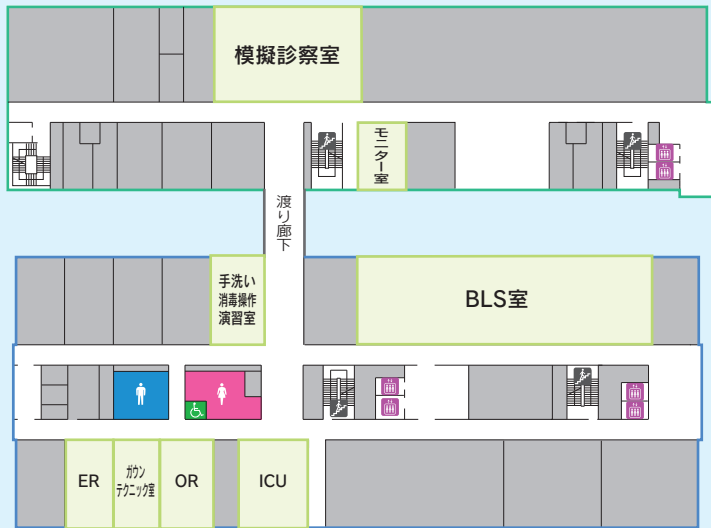 模擬診察室
モニター室
渡り廊下
手洗い
消毒操作
演習室
BLS室
ER
ガウン
テクニック室
OR
ICU